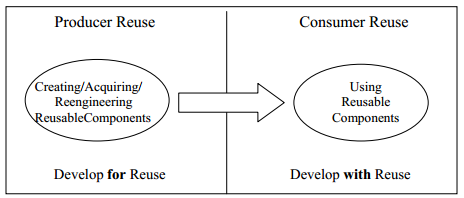 Producer Reuse
Creating/Acquiring/
Reengineering
ReusableComponents
Develop for Reuse
Consumer Reuse
Using
Reusable
Components
Develop with Reuse